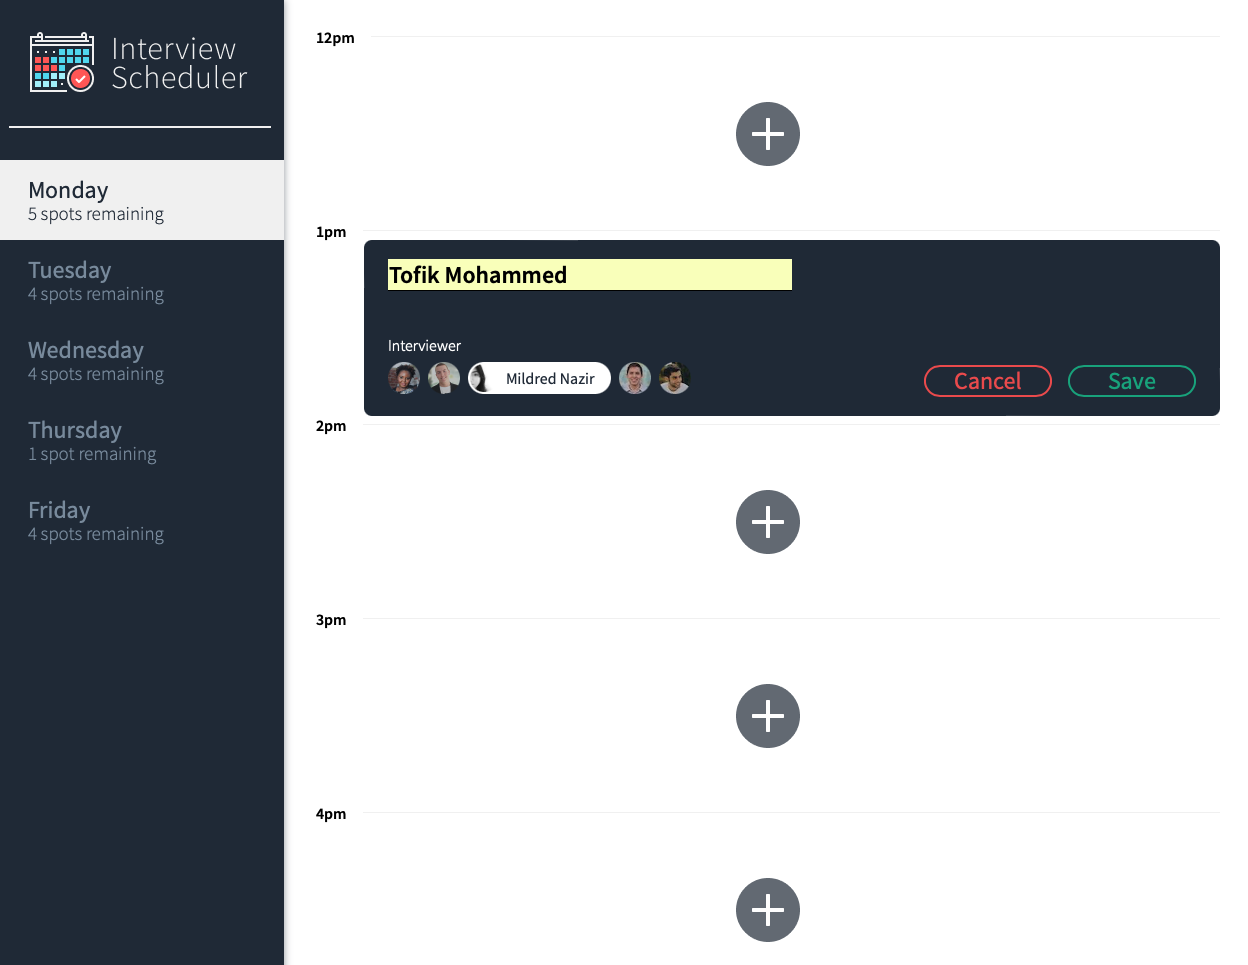 Interview
Scheduler
Monday
5 spots remaining
Tuesday
4 spots remaining
Wednesday
4 spots remaining
Thursday
1 spot remaining
Friday
4 spots remaining
12pm
1pm
Tofik Mohammed
Interviewer
Mildred Nazir
Cancel
Save
2pm
3pm
4pm